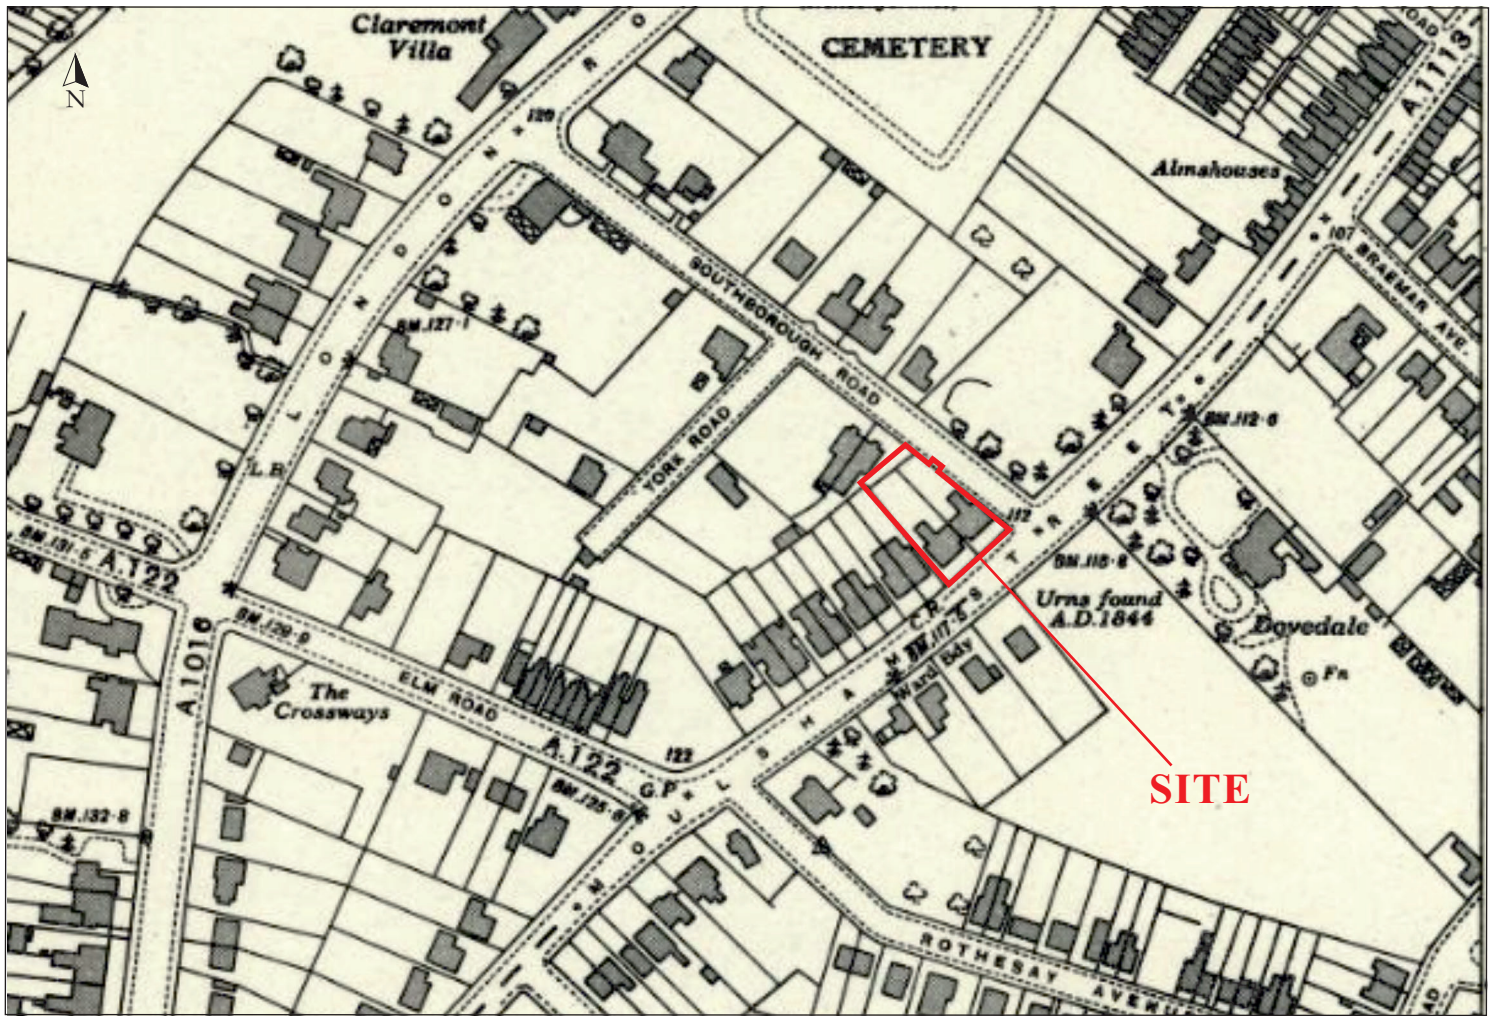 Claremont
Villa
CEMETERY
ROAD
A.1113
N
120
Almshouses
107
BRAEMAR AVE.
LONDON RO
SOUTHBOROUGH ROAD
BM.127·1
YORK ROAD
L.B
BM.131·5
A.122
BM.112·6
112
BM.115·8
Urns found
A.D.1844
Dovedale
Fn
BM.129·9
A.1016
The
Crossways
ELM ROAD
A.122
122
G.P
BM.125·8
BM.117·5
Ward Bdy
MOULSHAM STREET
SITE
BM.132·8
ROTHESAY AVENUE
AD